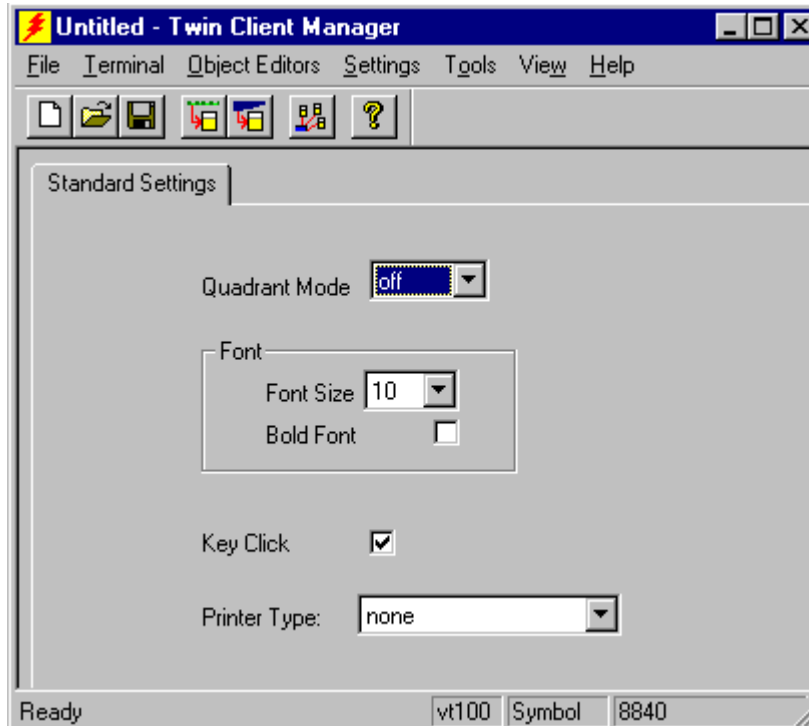 Untitled - Twin Client Manager
File Terminal Object Editors Settings Tools View Help
Standard Settings
Quadrant Mode off
Font
Font Size 10
Bold Font
Key Click
Printer Type: none
Ready vt100 Symbol 8840